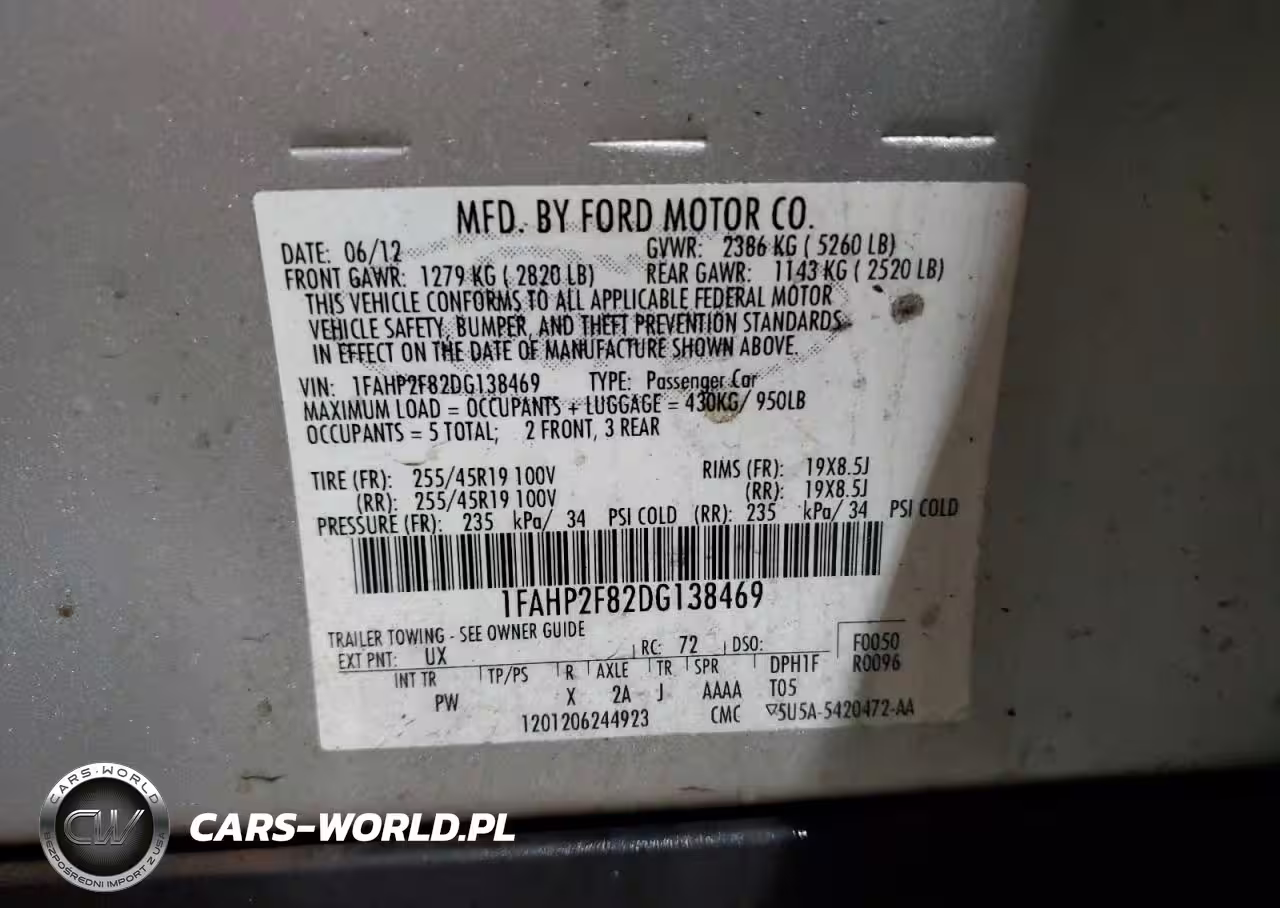 MFD. BY FORD MOTOR CO.
DATE: 06/12 GVWR: 2386 KG ( 5260 LB)
FRONT GAWR: 1279 KG ( 2820 LB) REAR GAWR: 1143 KG ( 2520 LB)
THIS VEHICLE CONFORMS TO ALL APPLICABLE FEDERAL MOTOR
VEHICLE SAFETY, BUMPER, AND THEFT PREVENTION STANDARDS
IN EFFECT ON THE DATE OF MANUFACTURE SHOWN ABOVE.
VIN: 1FAHP2F82DG138469 TYPE: Passenger Car
MAXIMUM LOAD = OCCUPANTS + LUGGAGE = 430KG/ 950LB
OCCUPANTS = 5 TOTAL; 2 FRONT, 3 REAR
TIRE (FR): 255/45R19 100V RIMS (FR): 19X8.5J
(RR): 255/45R19 100V (RR): 19X8.5J
PRESSURE (FR): 235 kPa/ 34 PSI COLD (RR): 235 kPa/ 34 PSI COLD
1FAHP2F82DG138469
TRAILER TOWING - SEE OWNER GUIDE
EXT PNT: UX RC: 72 DSO: F0050
INT TR TP/PS R AXLE TR SPR DPH1F R0096
PW X 2A J AAAA T05
1201206244923 CMC ▽5U5A-5420472-AA
CARS-WORLD
CW
BEZPOŚREDNI IMPORT Z USA
CARS-WORLD.PL